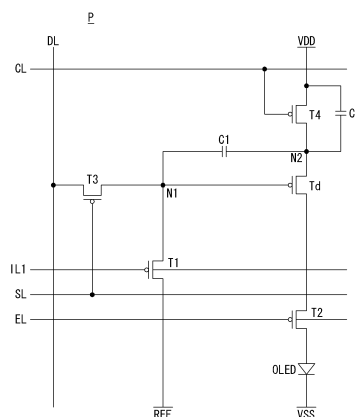 P
DL
VDD
CL
T4
C
C1
N2
T3
N1
Td
IL1
T1
SL
EL
T2
OLED
REF
VSS